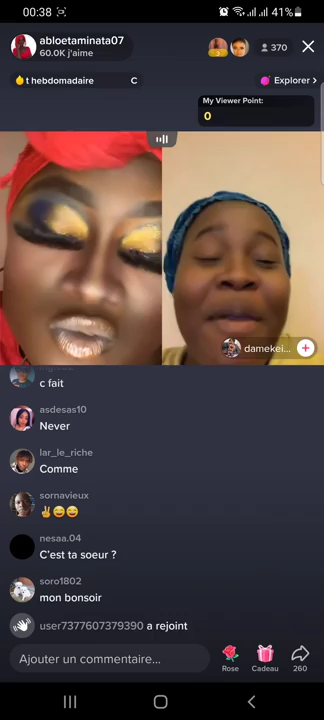 00:38
41%
abloetaminata07
60.0K j'aime
370
t hebdomadaire
C
Explorer >
My Viewer Point:
0
damekei...
c fait
asdesas10
Never
lar_le_riche
Comme
sornavieux
✌😅😅
nesaa.04
C'est ta soeur ?
soro1802
mon bonsoir
user7377607379390 a rejoint
Ajouter un commentaire...
Rose
Cadeau
260